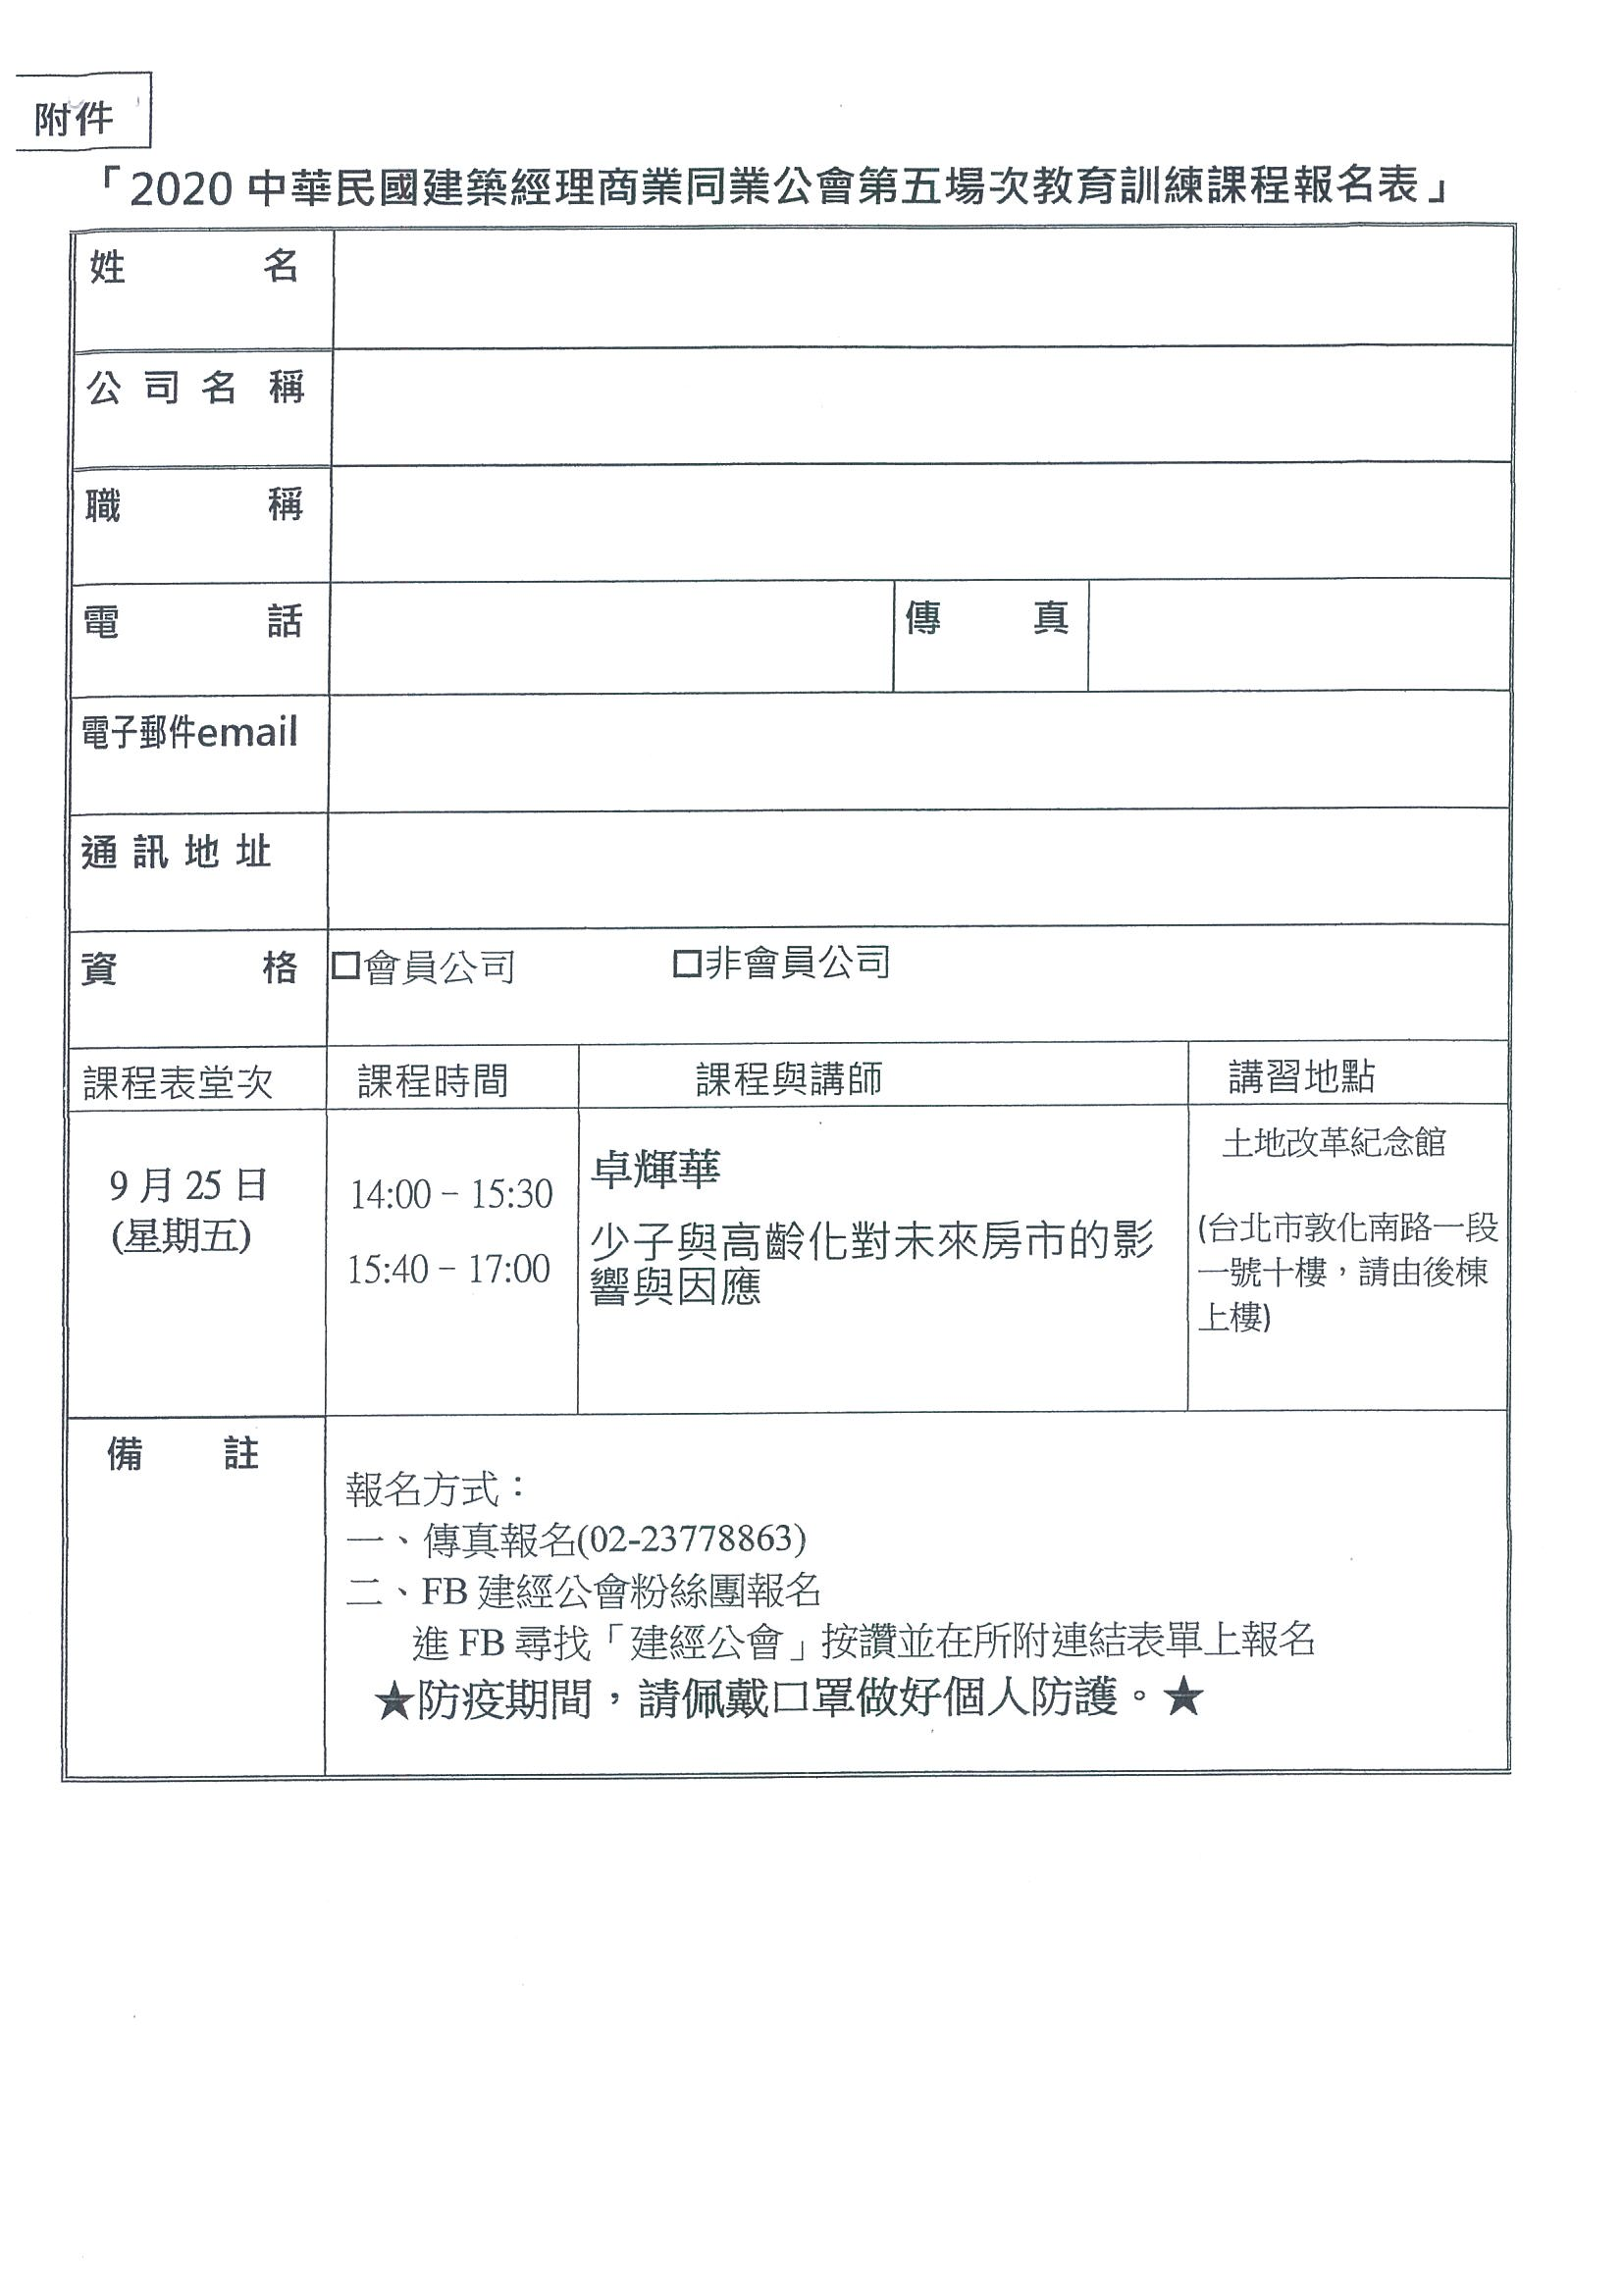 附件
「2020中華民國建築經理商業同業公會第五場次教育訓練課程報名表」
姓 名
公司名稱
職 稱
電 話 傳 真
電子郵件email
通訊地址
資 格 □會員公司 □非會員公司
課程表堂次 課程時間 課程與講師 講習地點
9月25日
(星期五)
14:00－15:30
15:40－17:00
卓輝華
少子與高齡化對未來房市的影
響與因應
土地改革紀念館
(台北市敦化南路一段
一號十樓，請由後棟
上樓)
備 註
報名方式：
一、傳真報名(02-23778863)
二、FB 建經公會粉絲團報名
進 FB 尋找「建經公會」按讚並在所附連結表單上報名
★防疫期間，請佩戴口罩做好個人防護。★